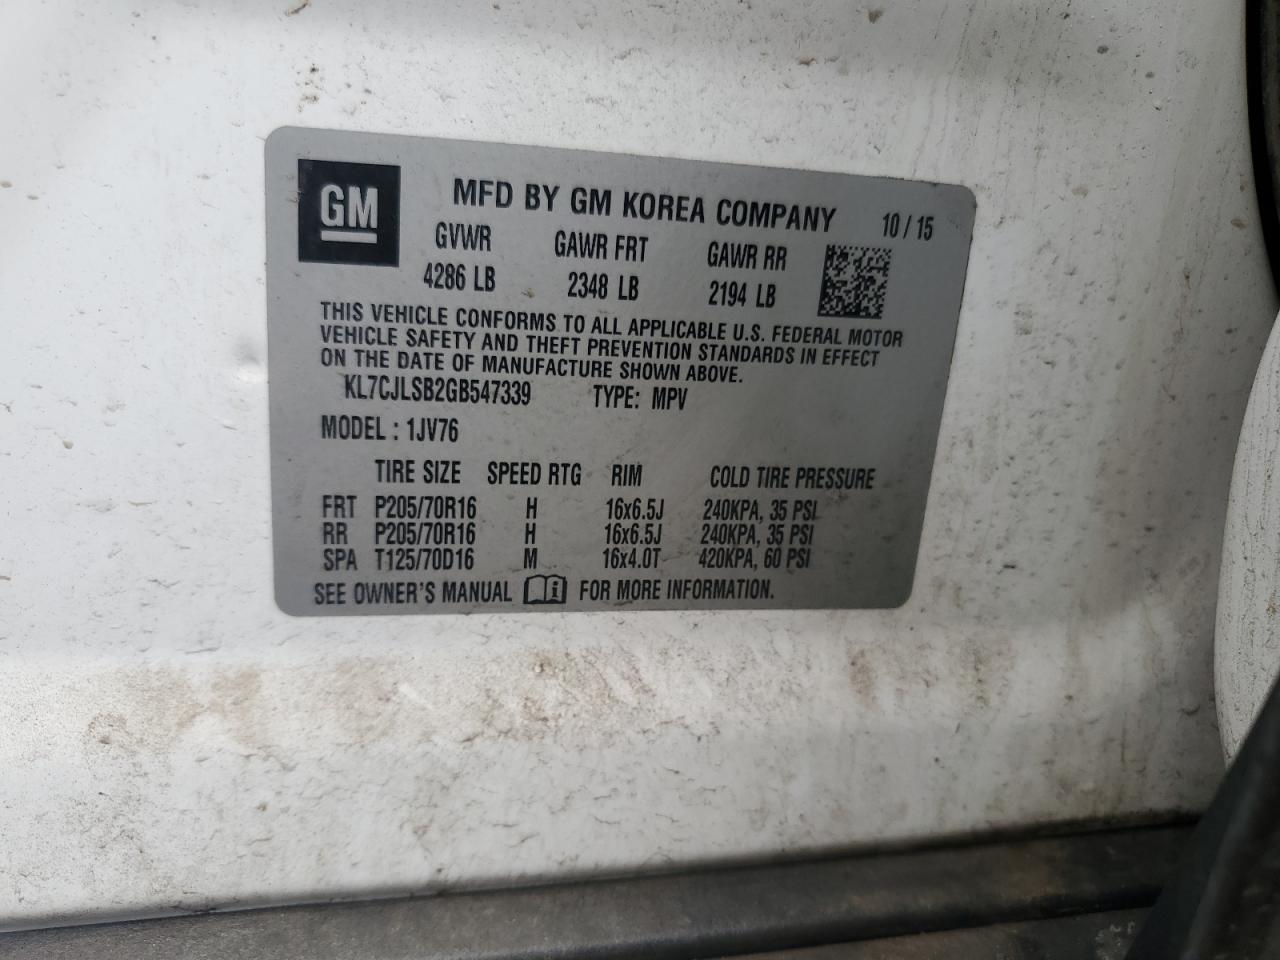 GM
MFD BY GM KOREA COMPANY 10 / 15
GVWR GAWR FRT GAWR RR
4286 LB 2348 LB 2194 LB
THIS VEHICLE CONFORMS TO ALL APPLICABLE U.S. FEDERAL MOTOR
VEHICLE SAFETY AND THEFT PREVENTION STANDARDS IN EFFECT
ON THE DATE OF MANUFACTURE SHOWN ABOVE.
KL7CJLSB2GB547339 TYPE: MPV
MODEL : 1JV76
TIRE SIZE SPEED RTG RIM COLD TIRE PRESSURE
FRT P205/70R16 H 16x6.5J 240KPA, 35 PSI
RR P205/70R16 H 16x6.5J 240KPA, 35 PSI
SPA T125/70D16 M 16x4.0T 420KPA, 60 PSI
SEE OWNER'S MANUAL i FOR MORE INFORMATION.